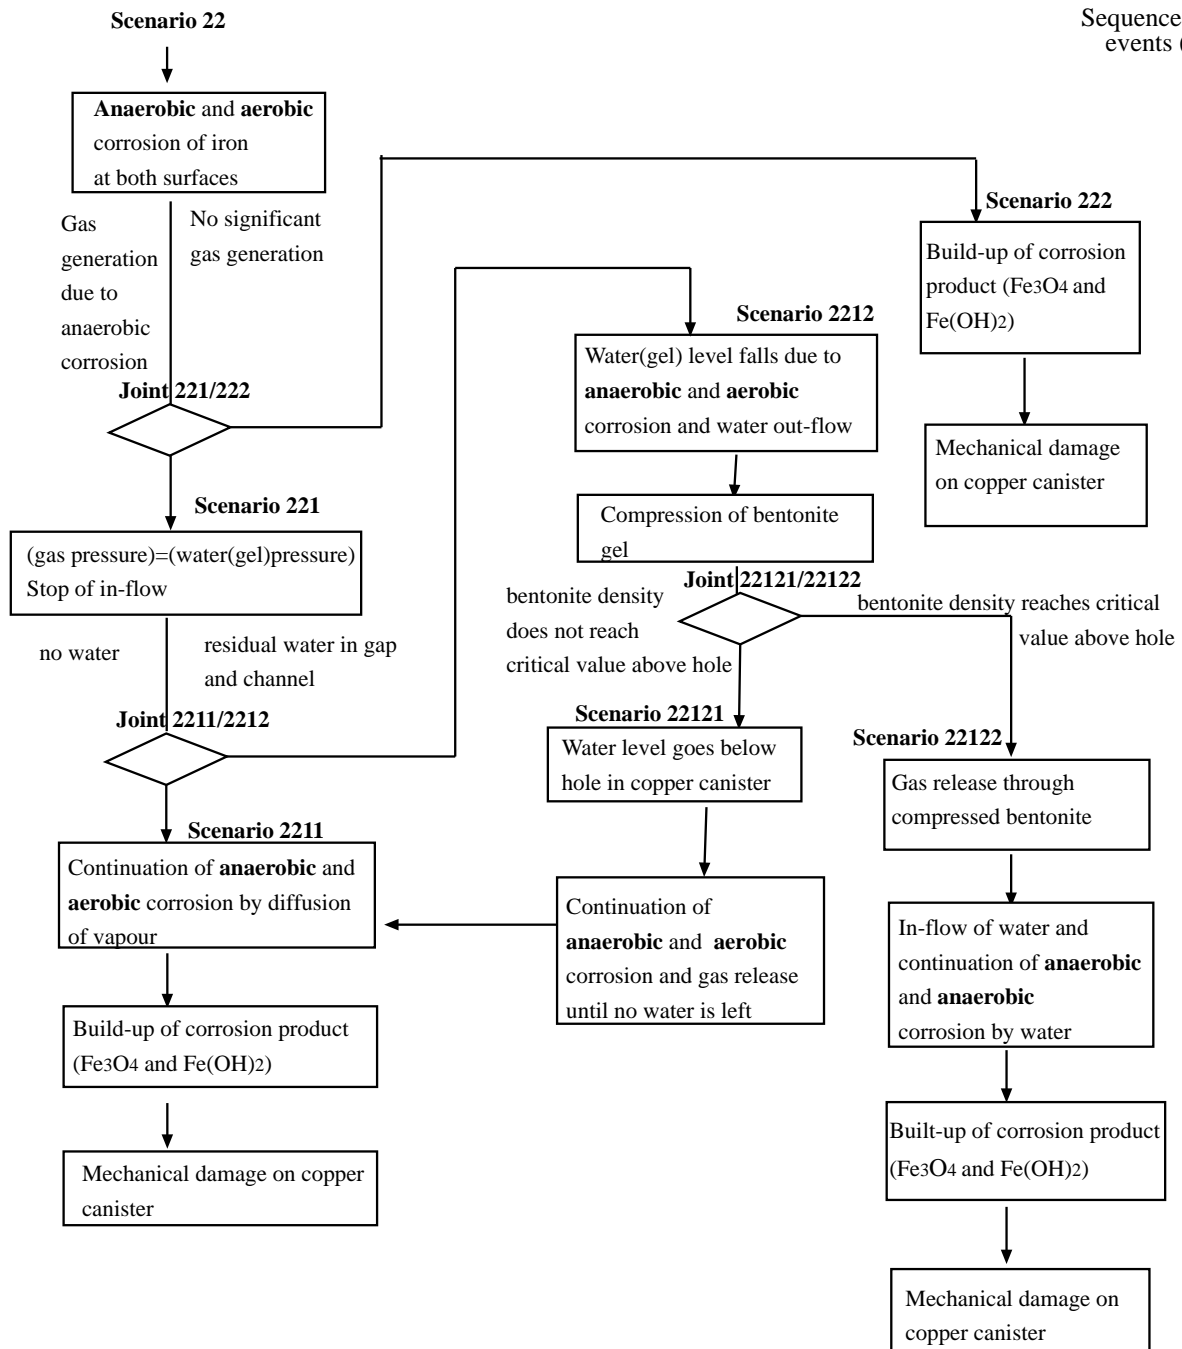 Scenario 22
Sequence
events (
Anaerobic and aerobic
corrosion of iron
at both surfaces
Gas
generation
due to
anaerobic
corrosion
No significant
gas generation
Joint 221/222
Scenario 222
Build-up of corrosion
product (Fe3O4 and
Fe(OH)2)
Mechanical damage
on copper canister
Scenario 221
(gas pressure)=(water(gel)pressure)
Stop of in-flow
no water
residual water in gap
and channel
Joint 2211/2212
Scenario 2212
Water(gel) level falls due to
anaerobic and aerobic
corrosion and water out-flow
Compression of bentonite
gel
Joint 22121/22122
bentonite density
does not reach
critical value above hole
bentonite density reaches critical
value above hole
Scenario 22121
Water level goes below
hole in copper canister
Continuation of
anaerobic and aerobic
corrosion and gas release
until no water is left
Scenario 2211
Continuation of anaerobic and
aerobic corrosion by diffusion
of vapour
Build-up of corrosion product
(Fe3O4 and Fe(OH)2)
Mechanical damage on copper
canister
Scenario 22122
Gas release through
compressed bentonite
In-flow of water and
continuation of anaerobic
and anaerobic
corrosion by water
Built-up of corrosion product
(Fe3O4 and Fe(OH)2)
Mechanical damage on
copper canister